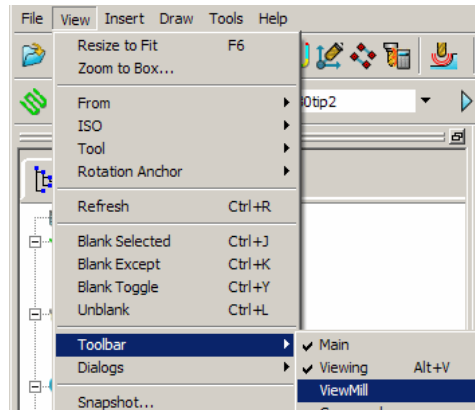 File View Insert Draw Tools Help
Resize to Fit F6
Zoom to Box...
From
ISO
Tool
Rotation Anchor
Refresh Ctrl+R
Blank Selected Ctrl+J
Blank Except Ctrl+K
Blank Toggle Ctrl+Y
Unblank Ctrl+L
Toolbar
Dialogs
Snapshot...
0tip2
Main
Viewing Alt+V
ViewMill